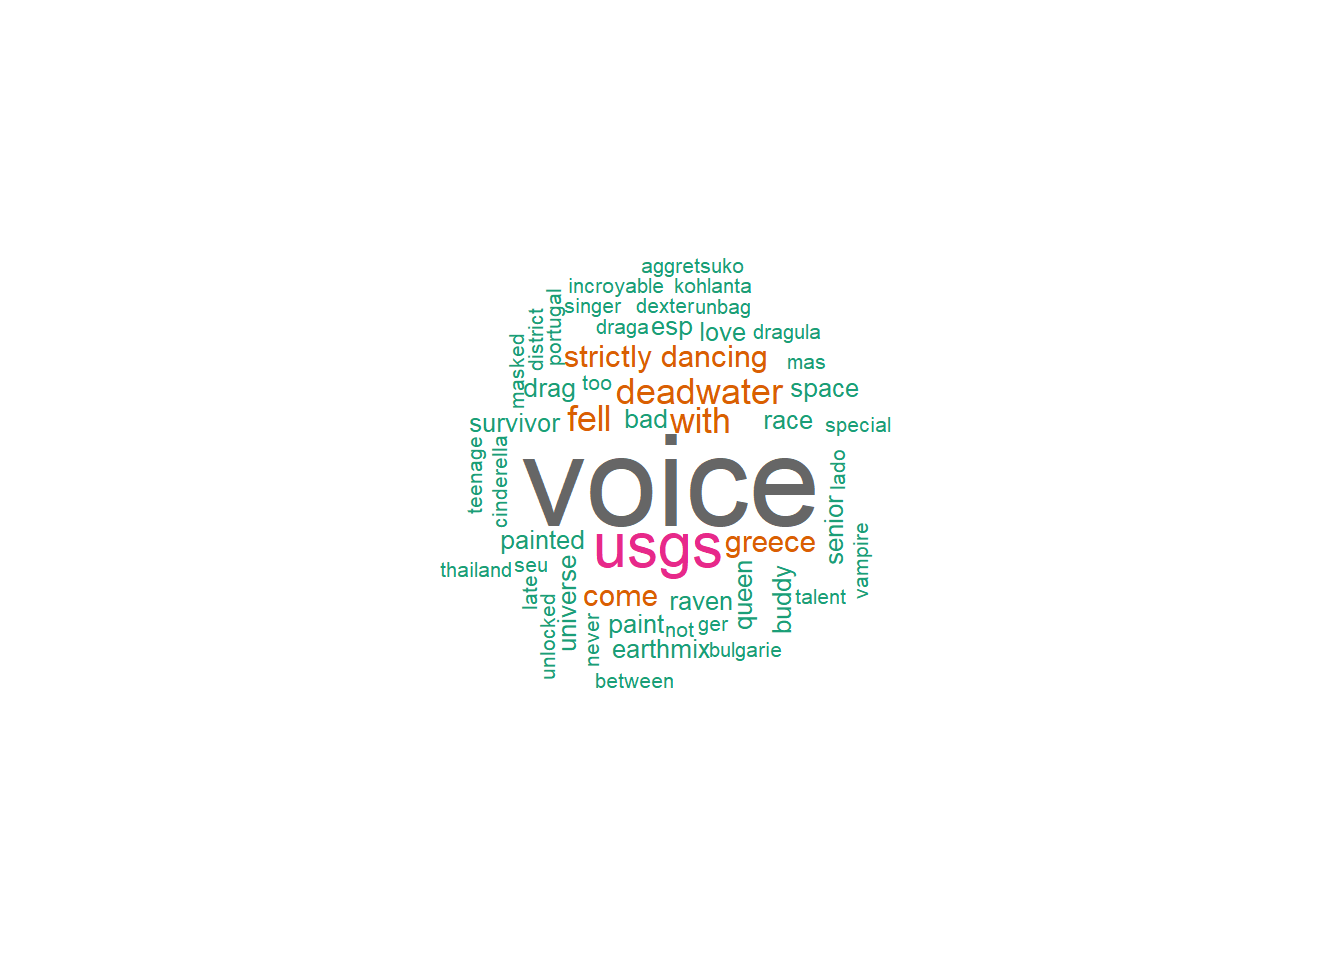 aggretsuko
incroyable kohlanta
singer dexter unbag
portugal
district
draga esp love dragula
masked
strictly dancing mas
drag too deadwater space
survivor fell bad with race special
teenage
cinderella
voice
lado
senior
vampire
painted usgs greece
thailand seu
late
universe
unlocked
come raven queen buddy talent
never
paint not ger
earthmix bulgarie
between